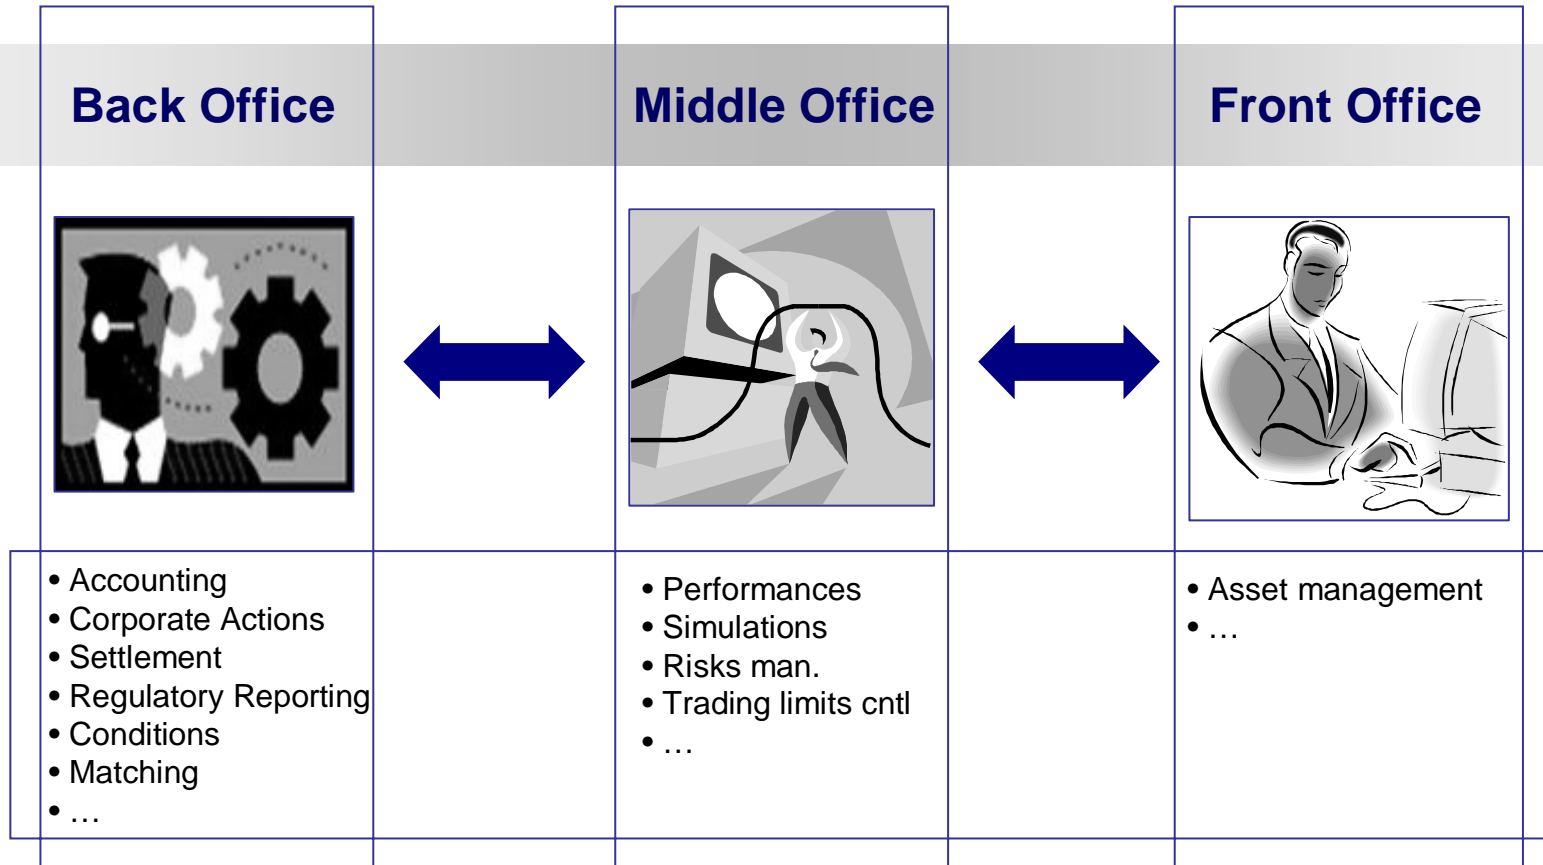 Back Office
Middle Office
Front Office
• Accounting
• Corporate Actions
• Settlement
• Regulatory Reporting
• Conditions
• Matching
• …
• Performances
• Simulations
• Risks man.
• Trading limits cntl
• …
• Asset management
• …